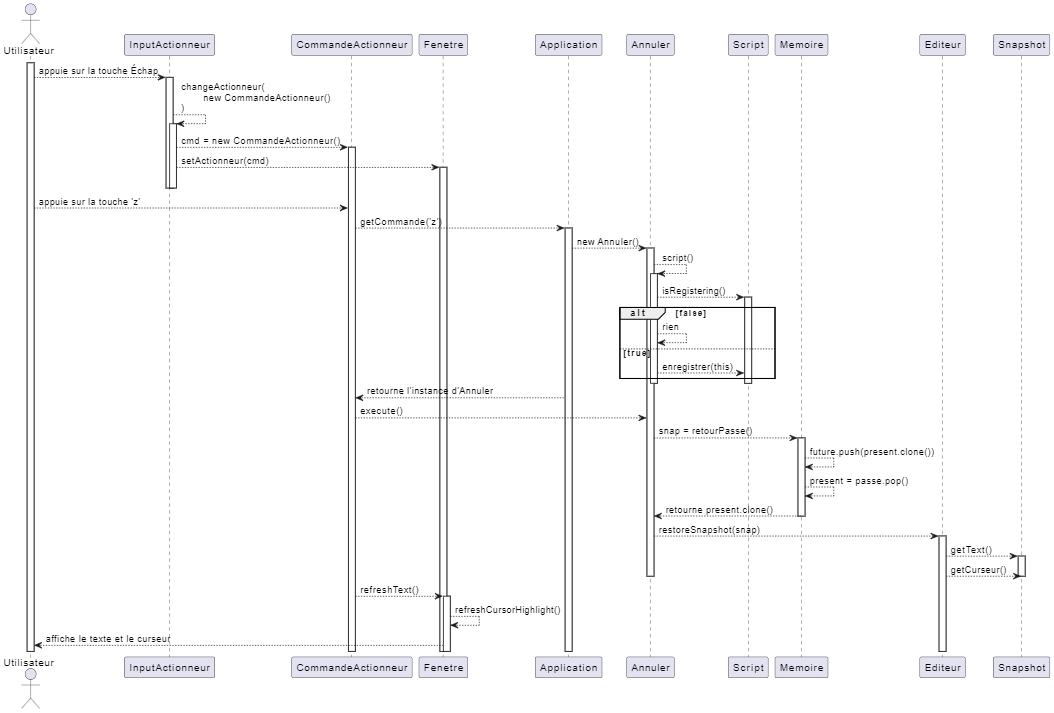 Utilisateur
InputActionneur
CommandeActionneur
Fenetre
Application
Annuler
Script
Memoire
Editeur
Snapshot
appuie sur la touche Échap
changeActionneur(
new CommandeActionneur()
)
cmd = new CommandeActionneur()
setActionneur(cmd)
appuie sur la touche 'z'
getCommande('z')
new Annuler()
script()
isRegistering()
alt [false]
rien
[true]
enregistrer(this)
retourne l'instance d'Annuler
execute()
snap = retourPasse()
future.push(present.clone())
present = passe.pop()
retourne present.clone()
restoreSnapshot(snap)
getText()
getCurseur()
refreshText()
refreshCursorHighlight()
affiche le texte et le curseur
Utilisateur
InputActionneur
CommandeActionneur
Fenetre
Application
Annuler
Script
Memoire
Editeur
Snapshot